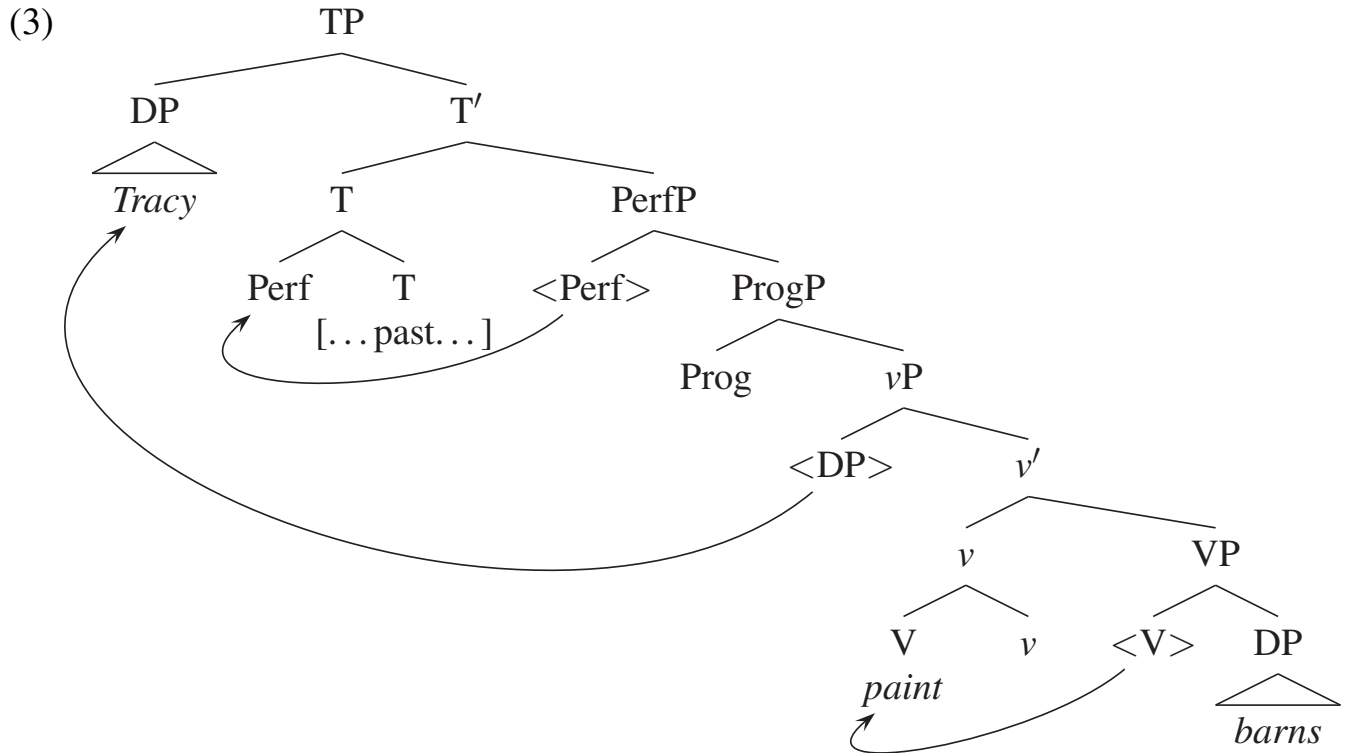 (3) TP
DP T′
Tracy T PerfP
Perf T <Perf> ProgP
[…past…]
Prog vP
<DP> v′
v VP
V v <V> DP
paint
barns